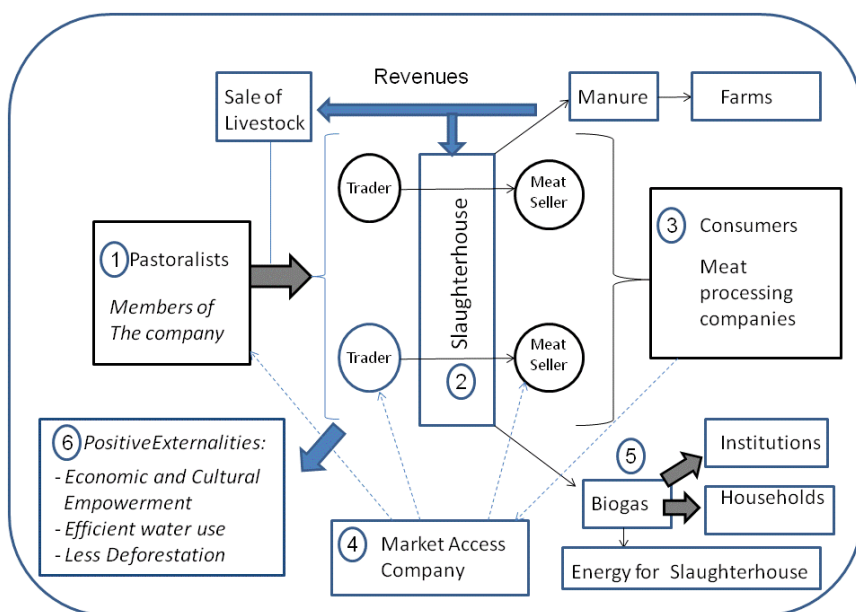 Revenues
Sale of
Livestock
Manure
Farms
Trader
Meat
Seller
Slaughterhouse
2
1 Pastoralists
Members of
The company
3 Consumers
Meat
processing
companies
Trader
Meat
Seller
6 PositiveExternalities:
- Economic and Cultural
Empowerment
- Efficient water use
- Less Deforestation
4 Market Access
Company
5
Biogas
Institutions
Households
Energy for Slaughterhouse